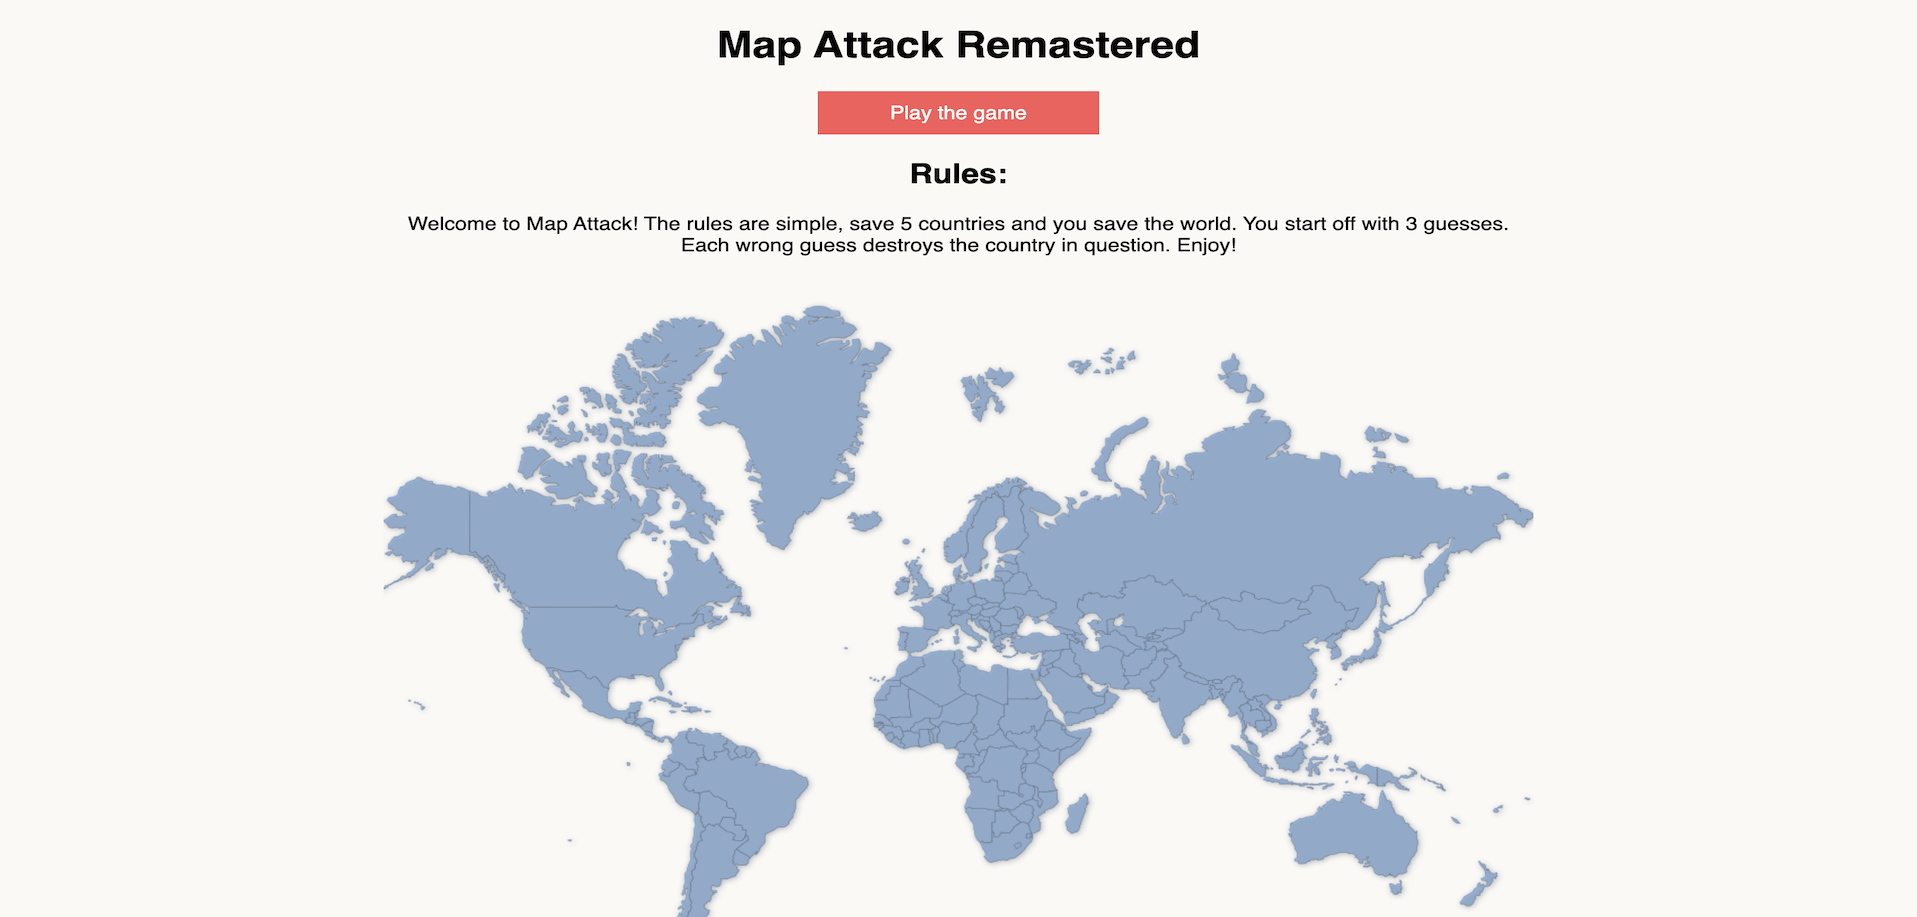 Map Attack Remastered
Play the game
Rules:
Welcome to Map Attack! The rules are simple, save 5 countries and you save the world. You start off with 3 guesses.
Each wrong guess destroys the country in question. Enjoy!